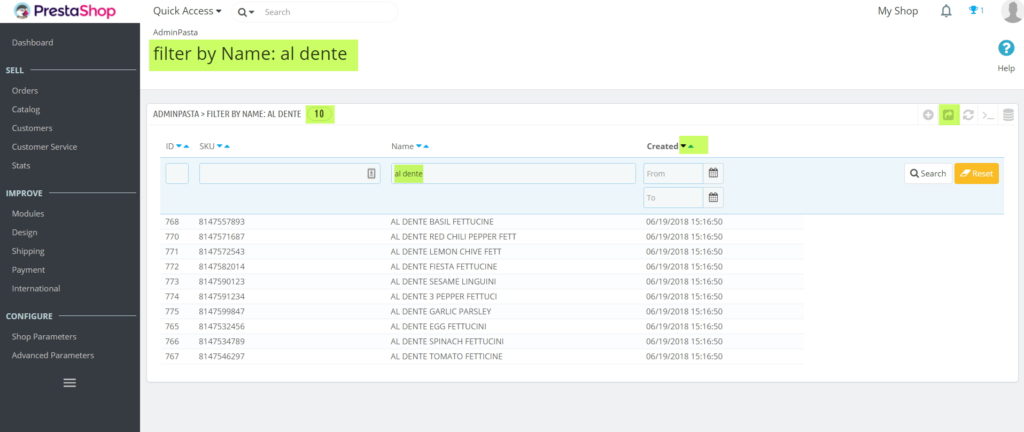 PrestaShop Quick Access Search My Shop 1
Dashboard
SELL
Orders
Catalog
Customers
Customer Service
Stats
IMPROVE
Modules
Design
Shipping
Payment
International
CONFIGURE
Shop Parameters
Advanced Parameters
AdminPasta
filter by Name: al dente
Help
ADMINPASTA > FILTER BY NAME: AL DENTE 10
ID SKU Name Created
al dente From Search Reset
To
768 8147557893 AL DENTE BASIL FETTUCINE 06/19/2018 15:16:50
770 8147571687 AL DENTE RED CHILI PEPPER FETT 06/19/2018 15:16:50
771 8147572543 AL DENTE LEMON CHIVE FETT 06/19/2018 15:16:50
772 8147582014 AL DENTE FIESTA FETTUCINE 06/19/2018 15:16:50
773 8147590123 AL DENTE SESAME LINGUINI 06/19/2018 15:16:50
774 8147591234 AL DENTE 3 PEPPER FETTUCI 06/19/2018 15:16:50
775 8147599847 AL DENTE GARLIC PARSLEY 06/19/2018 15:16:50
765 8147532456 AL DENTE EGG FETTUCINI 06/19/2018 15:16:50
766 8147534789 AL DENTE SPINACH FETTUCINI 06/19/2018 15:16:50
767 8147546297 AL DENTE TOMATO FETTICINE 06/19/2018 15:16:50